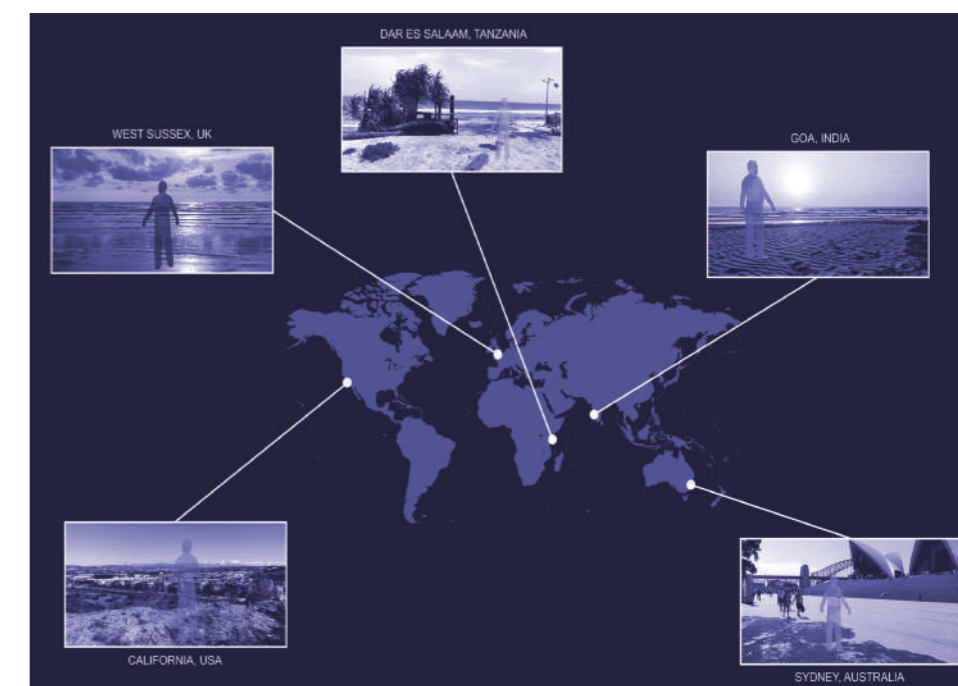 DAR ES SALAAM, TANZANIA
WEST SUSSEX, UK
GOA, INDIA
CALIFORNIA, USA
SYDNEY, AUSTRALIA